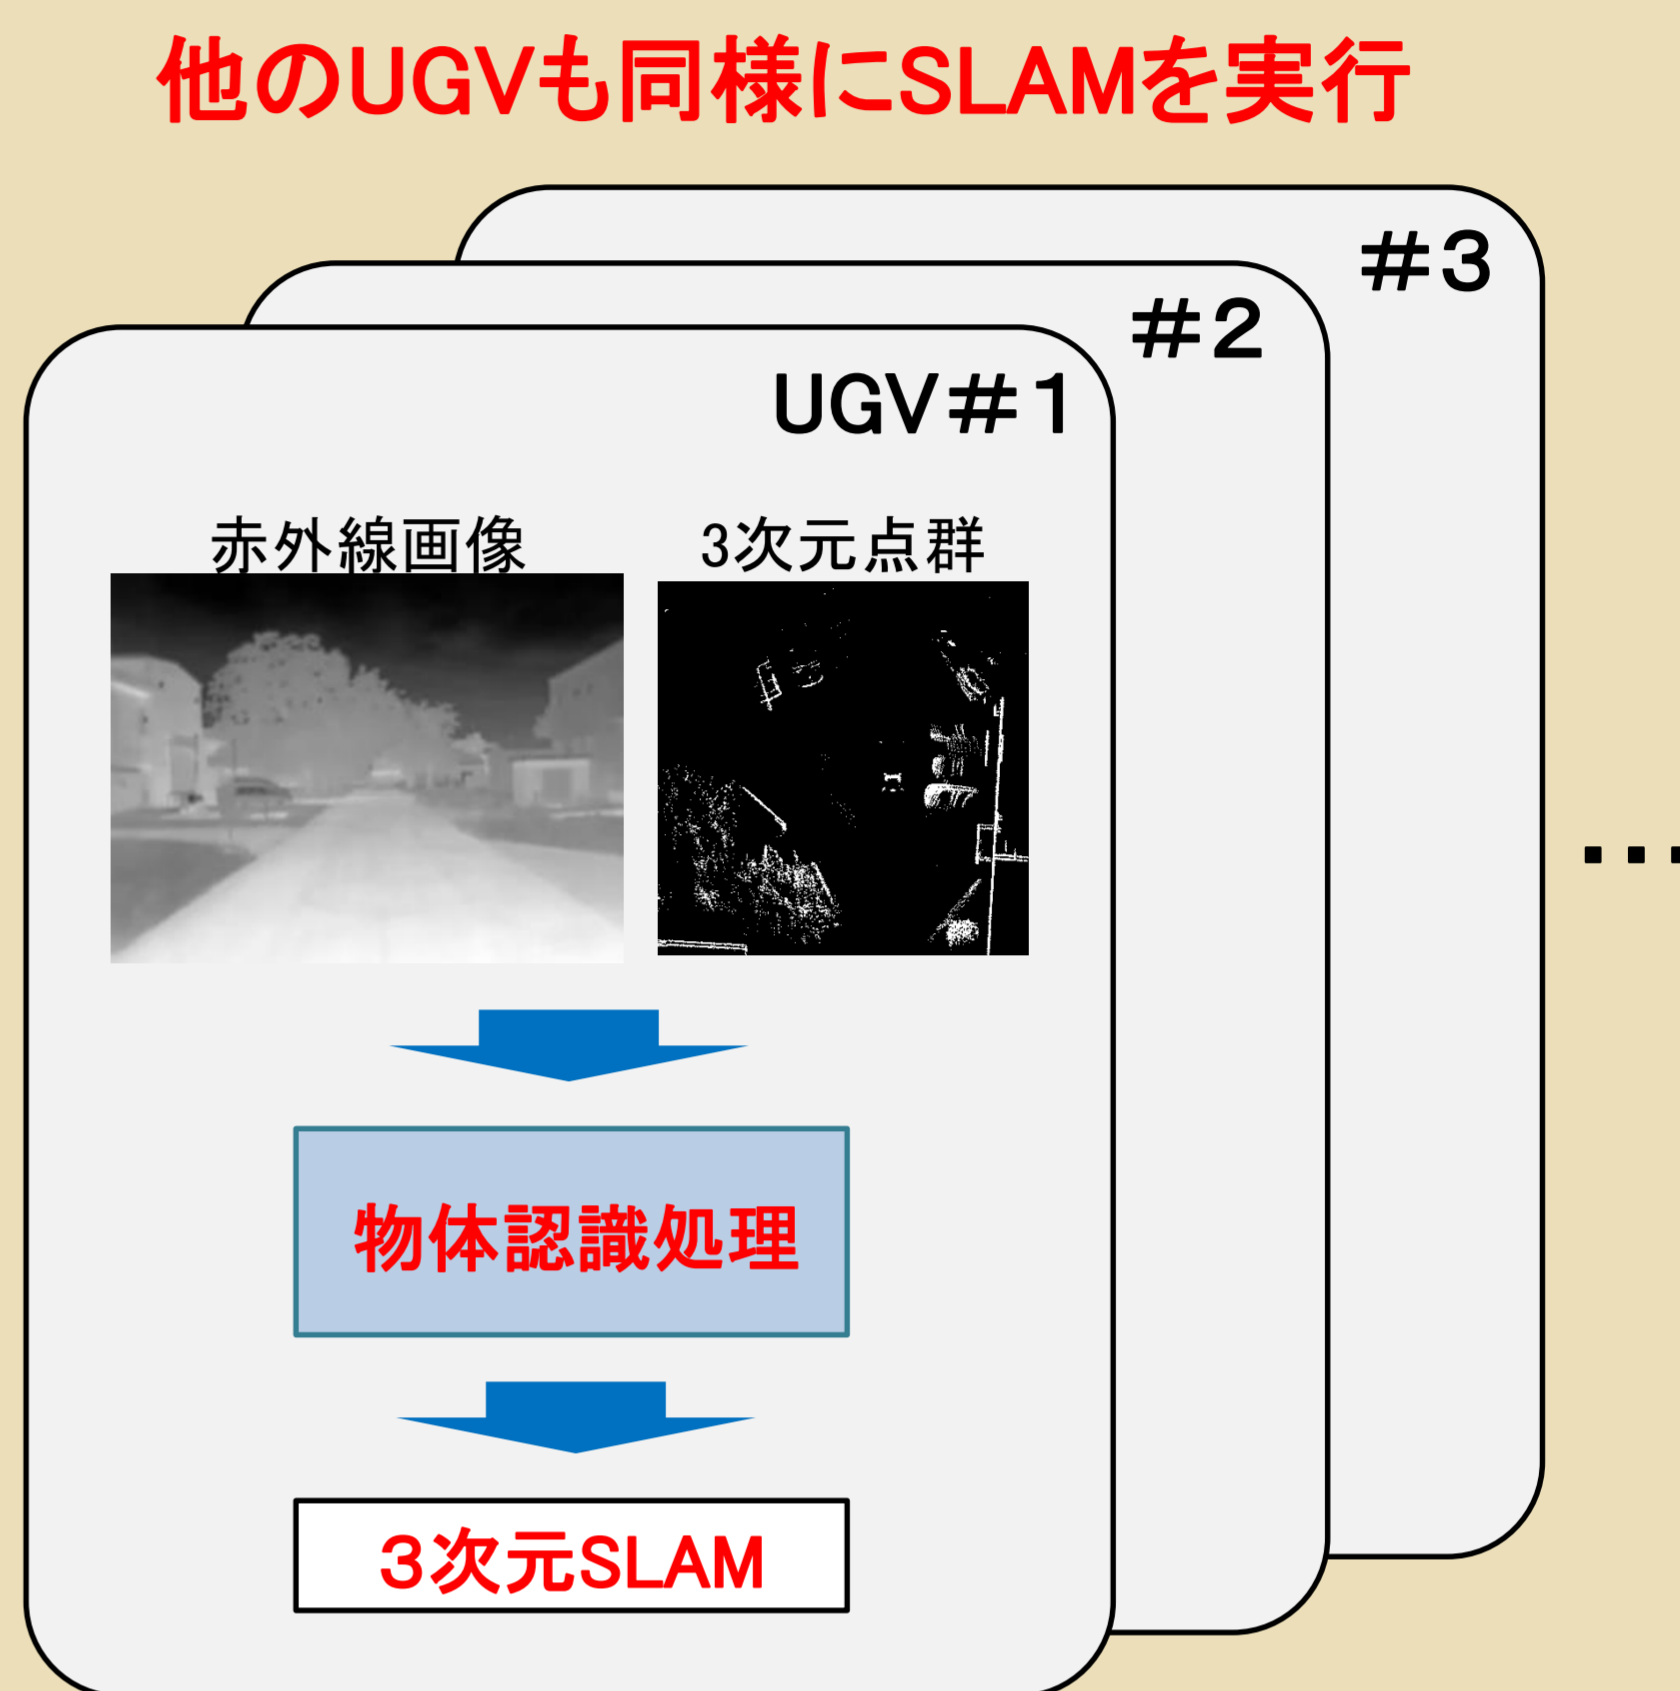 他のUGVも同様にSLAMを実行
#3
#2
UGV#1
赤外線画像
3次元点群
…
物体認識処理
3次元SLAM